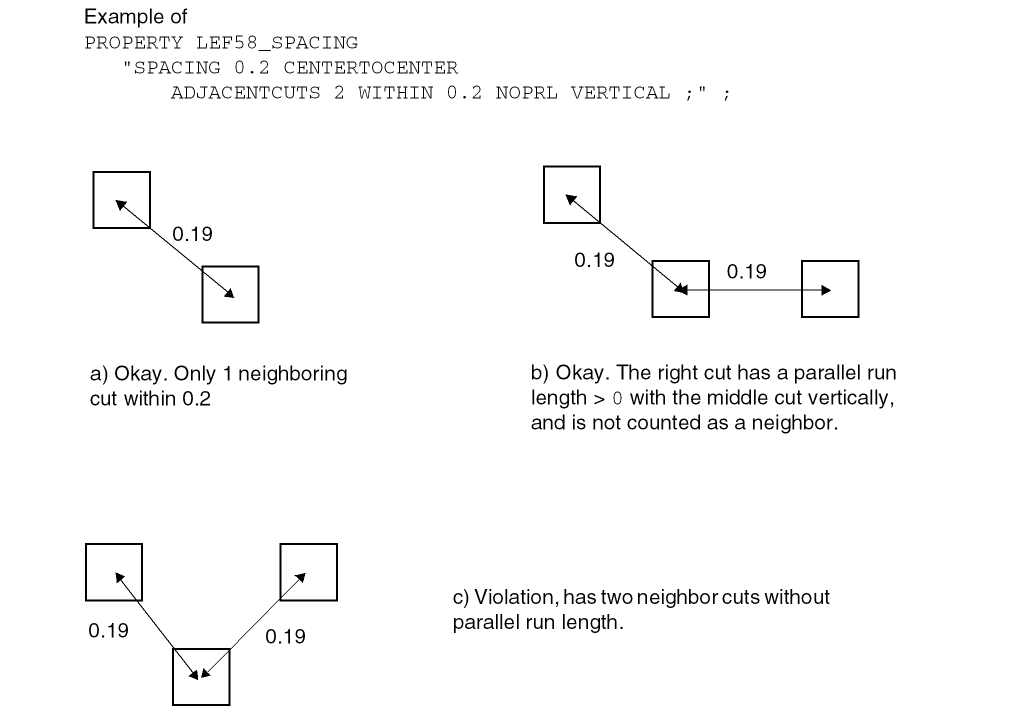 Example of
PROPERTY LEF58_SPACING
"SPACING 0.2 CENTERTOCENTER
ADJACENTCUTS 2 WITHIN 0.2 NOPRL VERTICAL ;" ;
0.19
0.19
0.19
a) Okay. Only 1 neighboring
cut within 0.2
b) Okay. The right cut has a parallel run
length > 0 with the middle cut vertically,
and is not counted as a neighbor.
0.19
0.19
c) Violation, has two neighbor cuts without
parallel run length.